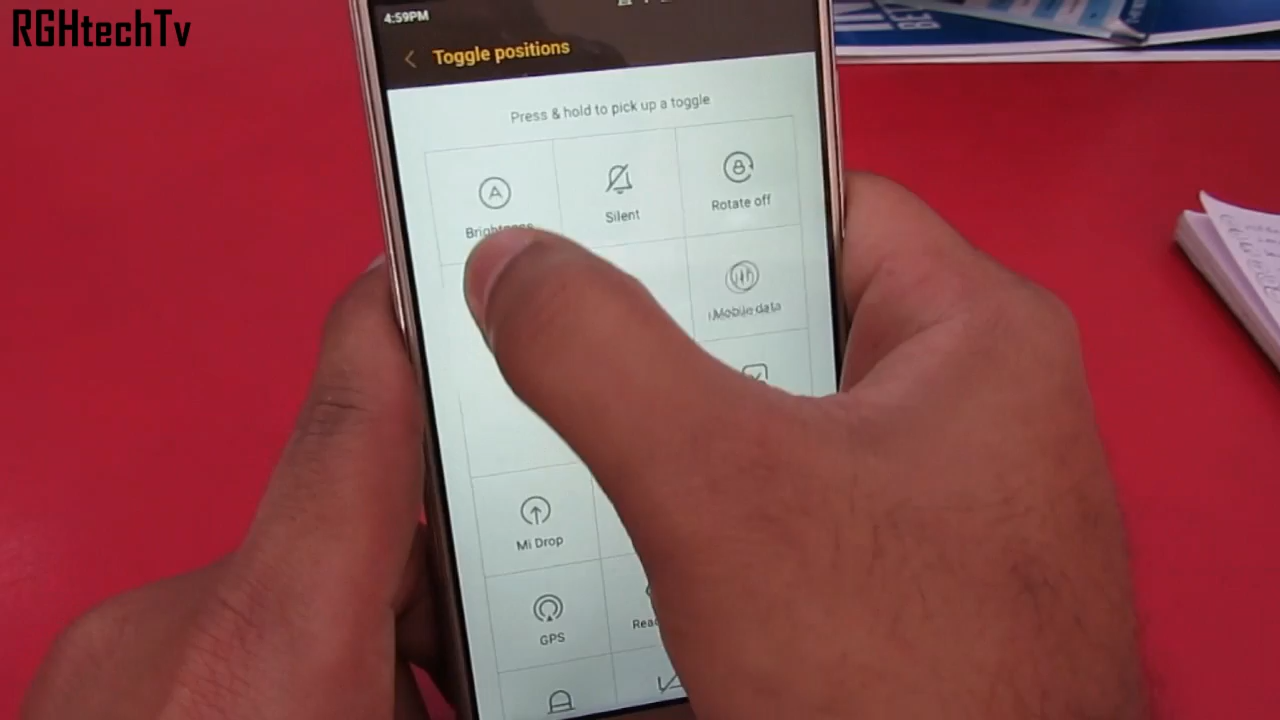 RGHtechTv
4:59PM
Toggle positions
Press & hold to pick up a toggle
Brightness
Silent
Rotate off
Mobile data
Mi Drop
GPS